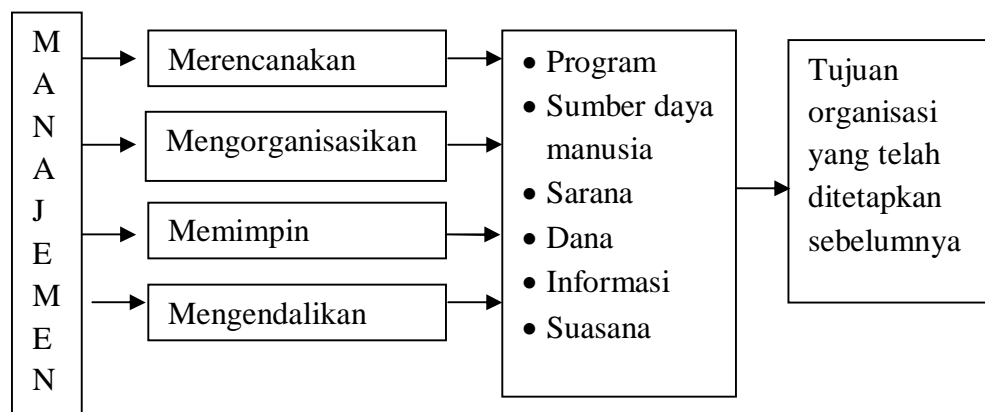 M
A
N
A
J
E
M
E
N
Merencanakan
Mengorganisasikan
Memimpin
Mengendalikan
• Program
• Sumber daya
manusia
• Sarana
• Dana
• Informasi
• Suasana
Tujuan
organisasi
yang telah
ditetapkan
sebelumnya